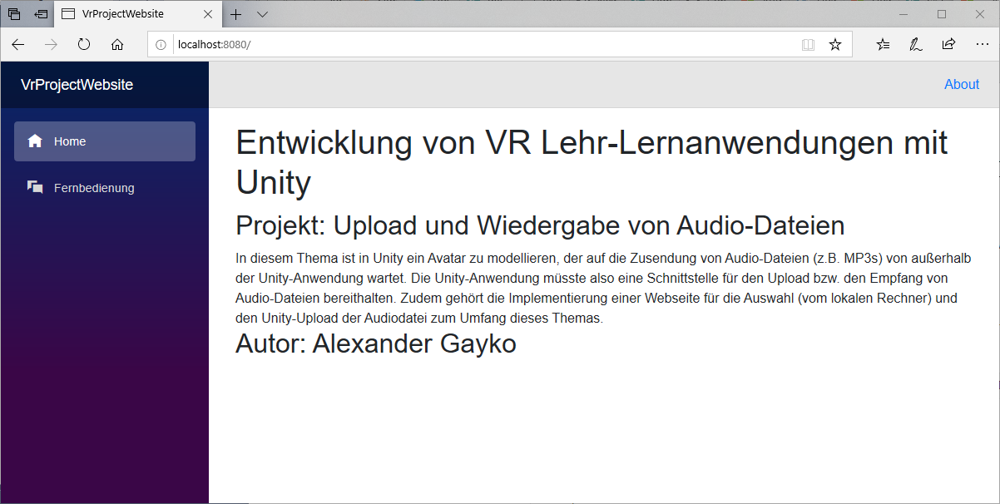 VrProjectWebsite
localhost:8080/
VrProjectWebsite
About
Home
Fernbedienung
Entwicklung von VR Lehr-Lernanwendungen mit
Unity
Projekt: Upload und Wiedergabe von Audio-Dateien
In diesem Thema ist in Unity ein Avatar zu modellieren, der auf die Zusendung von Audio-Dateien (z.B. MP3s) von außerhalb
der Unity-Anwendung wartet. Die Unity-Anwendung müsste also eine Schnittstelle für den Upload bzw. den Empfang von
Audio-Dateien bereithalten. Zudem gehört die Implementierung einer Webseite für die Auswahl (vom lokalen Rechner) und
den Unity-Upload der Audiodatei zum Umfang dieses Themas.
Autor: Alexander Gayko